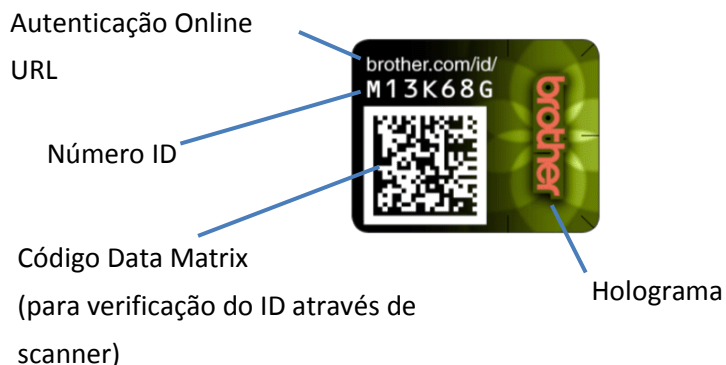 Autenticação Online
URL
brother.com/id/
M13K68G
Número ID
brother
Código Data Matrix
(para verificação do ID através de
scanner)
Holograma